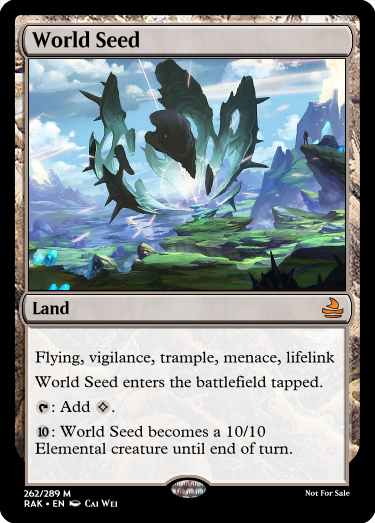 World Seed
Land
Flying, vigilance, trample, menace, lifelink
World Seed enters the battlefield tapped.
: Add .
10: World Seed becomes a 10/10
Elemental creature until end of turn.
262/289 M
Not For Sale
RAK • EN Cai Wei